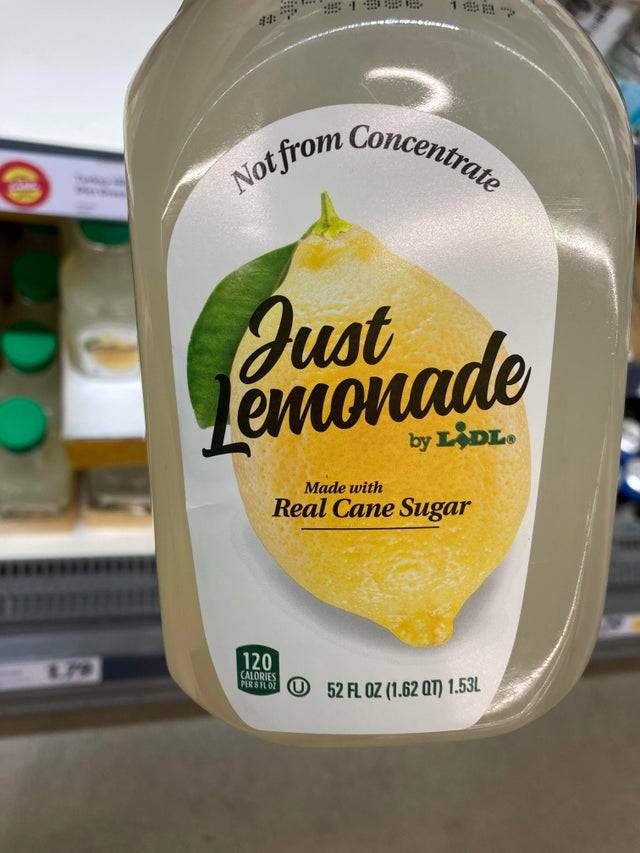 Not from Concentrate
Just
Lemonade
by LIDL®
Made with
Real Cane Sugar
120
CALORIES
PER 8 FL OZ
U
52 FL OZ (1.62 QT) 1.53L